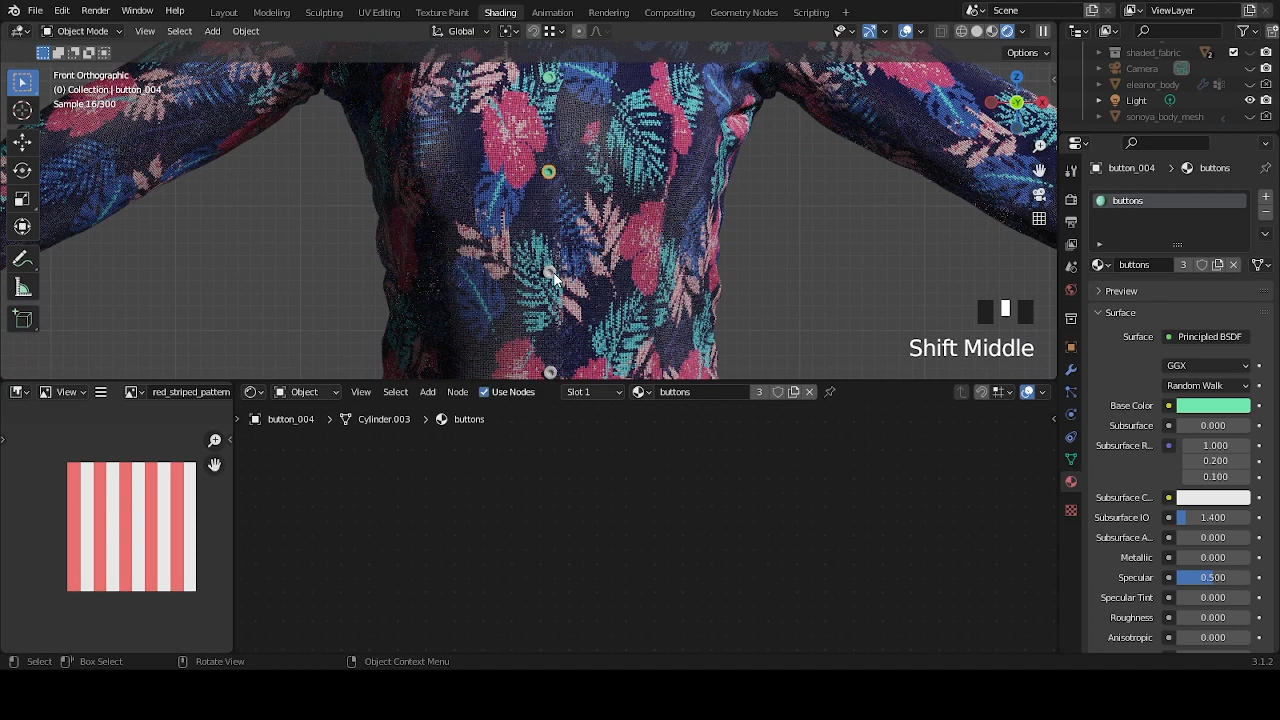 File Edit Render Window Help Layout Modeling Sculpting UV Editing Texture Paint Shading Animation Rendering Compositing Geometry Nodes Scripting + Scene ViewLayer
Object Mode View Select Add Object Global
Options
Front Orthographic
(0) Collection | button_004
Sample 16/300
Z
Y
X
shaded_fabric 2
Camera
eleanor_body
Light
sonoya_body_mesh
button_004 > buttons
buttons
buttons 3
Preview
Surface
Surface Principled BSDF
GGX
Random Walk
Base Color
Subsurface 0.000
Subsurface R... 1.000
0.200
0.100
Subsurface C...
Subsurface IO 1.400
Subsurface A... 0.000
Metallic 0.000
Specular 0.500
Specular Tint 0.000
Roughness 0.000
Anisotropic 0.000
Shift Middle
View red_striped_pattern Object View Select Add Node Use Nodes Slot 1 buttons 3
button_004 > Cylinder.003 > buttons
Select Box Select Rotate View Object Context Menu 3.1.2